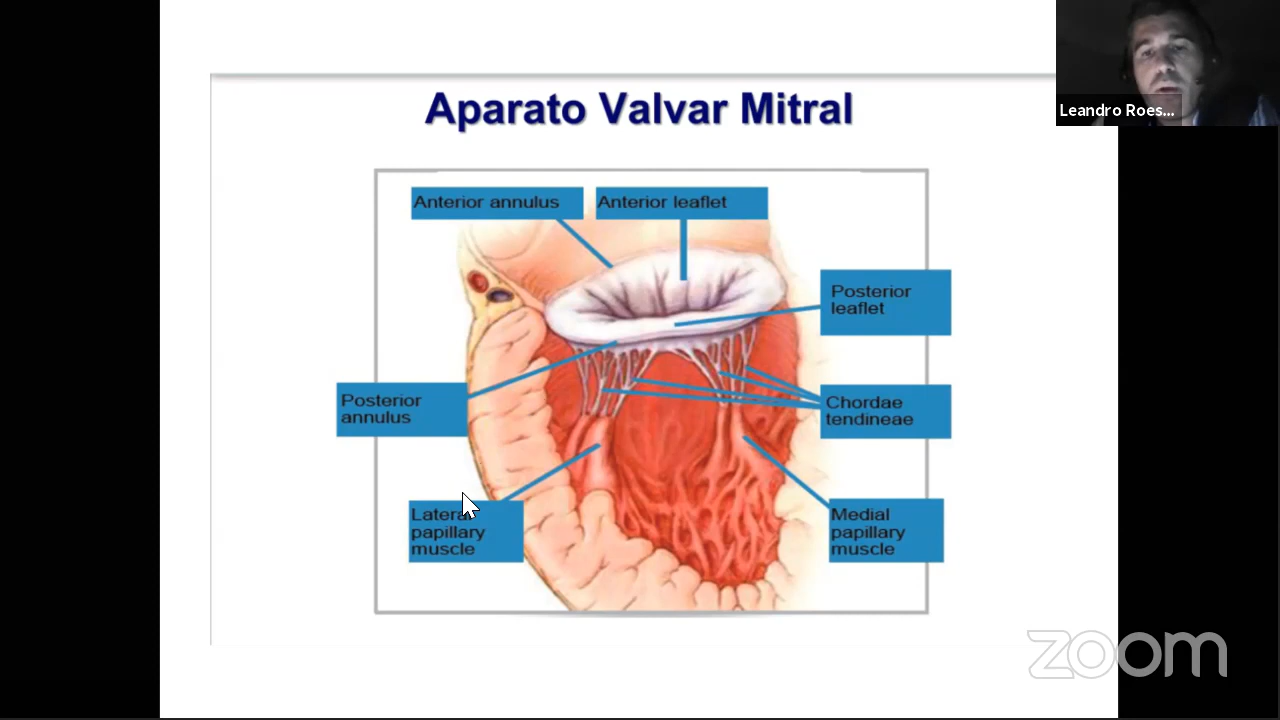 Aparato Valvar Mitral
Leandro Roes...
Anterior annulus
Anterior leaflet
Posterior
leaflet
Posterior
annulus
Chordae
tendineae
Lateral
papillary
muscle
Medial
papillary
muscle
zoom